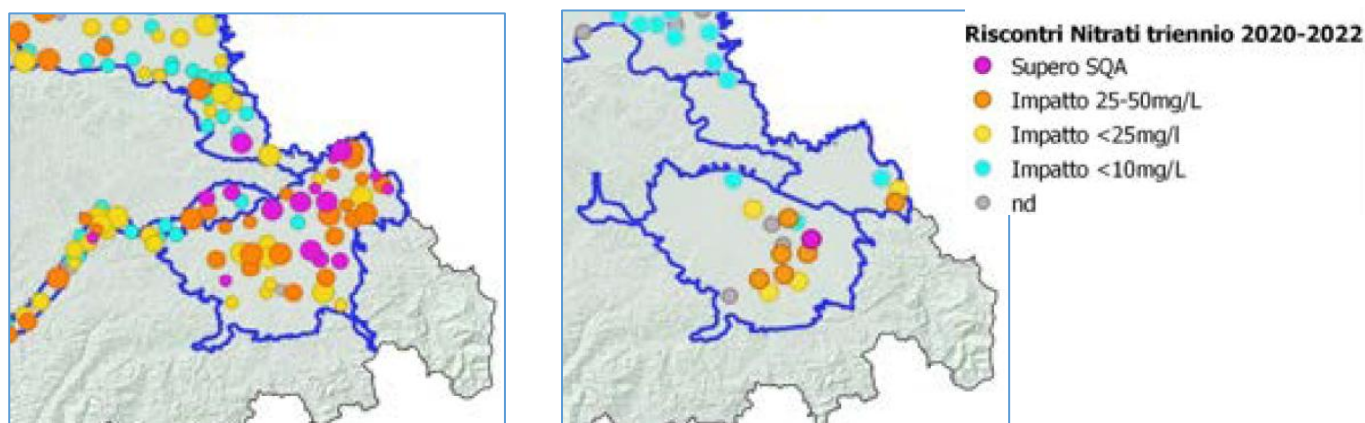 Riscontri Nitrati triennio 2020-2022
Supero SQA
Impatto 25-50mg/L
Impatto <25mg/l
Impatto <10mg/L
nd